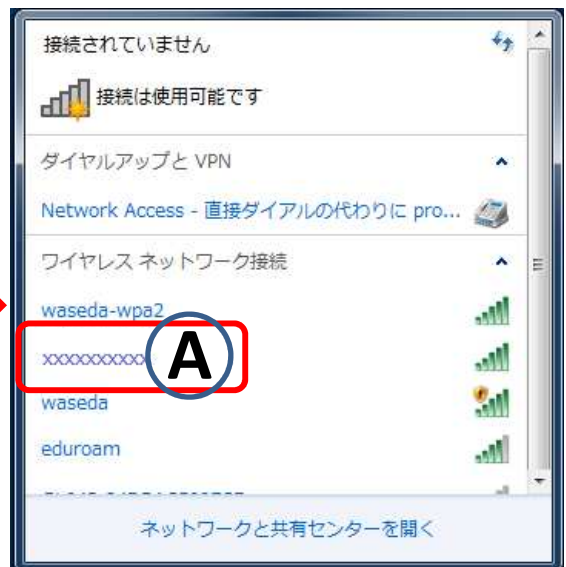 接続されていません
接続は使用可能です
ダイヤルアップと VPN
Network Access - 直接ダイアルの代わりに pro...
ワイヤレス ネットワーク接続
waseda-wpa2
xxxxxxxxxx
A
waseda
eduroam
ネットワークと共有センターを開く